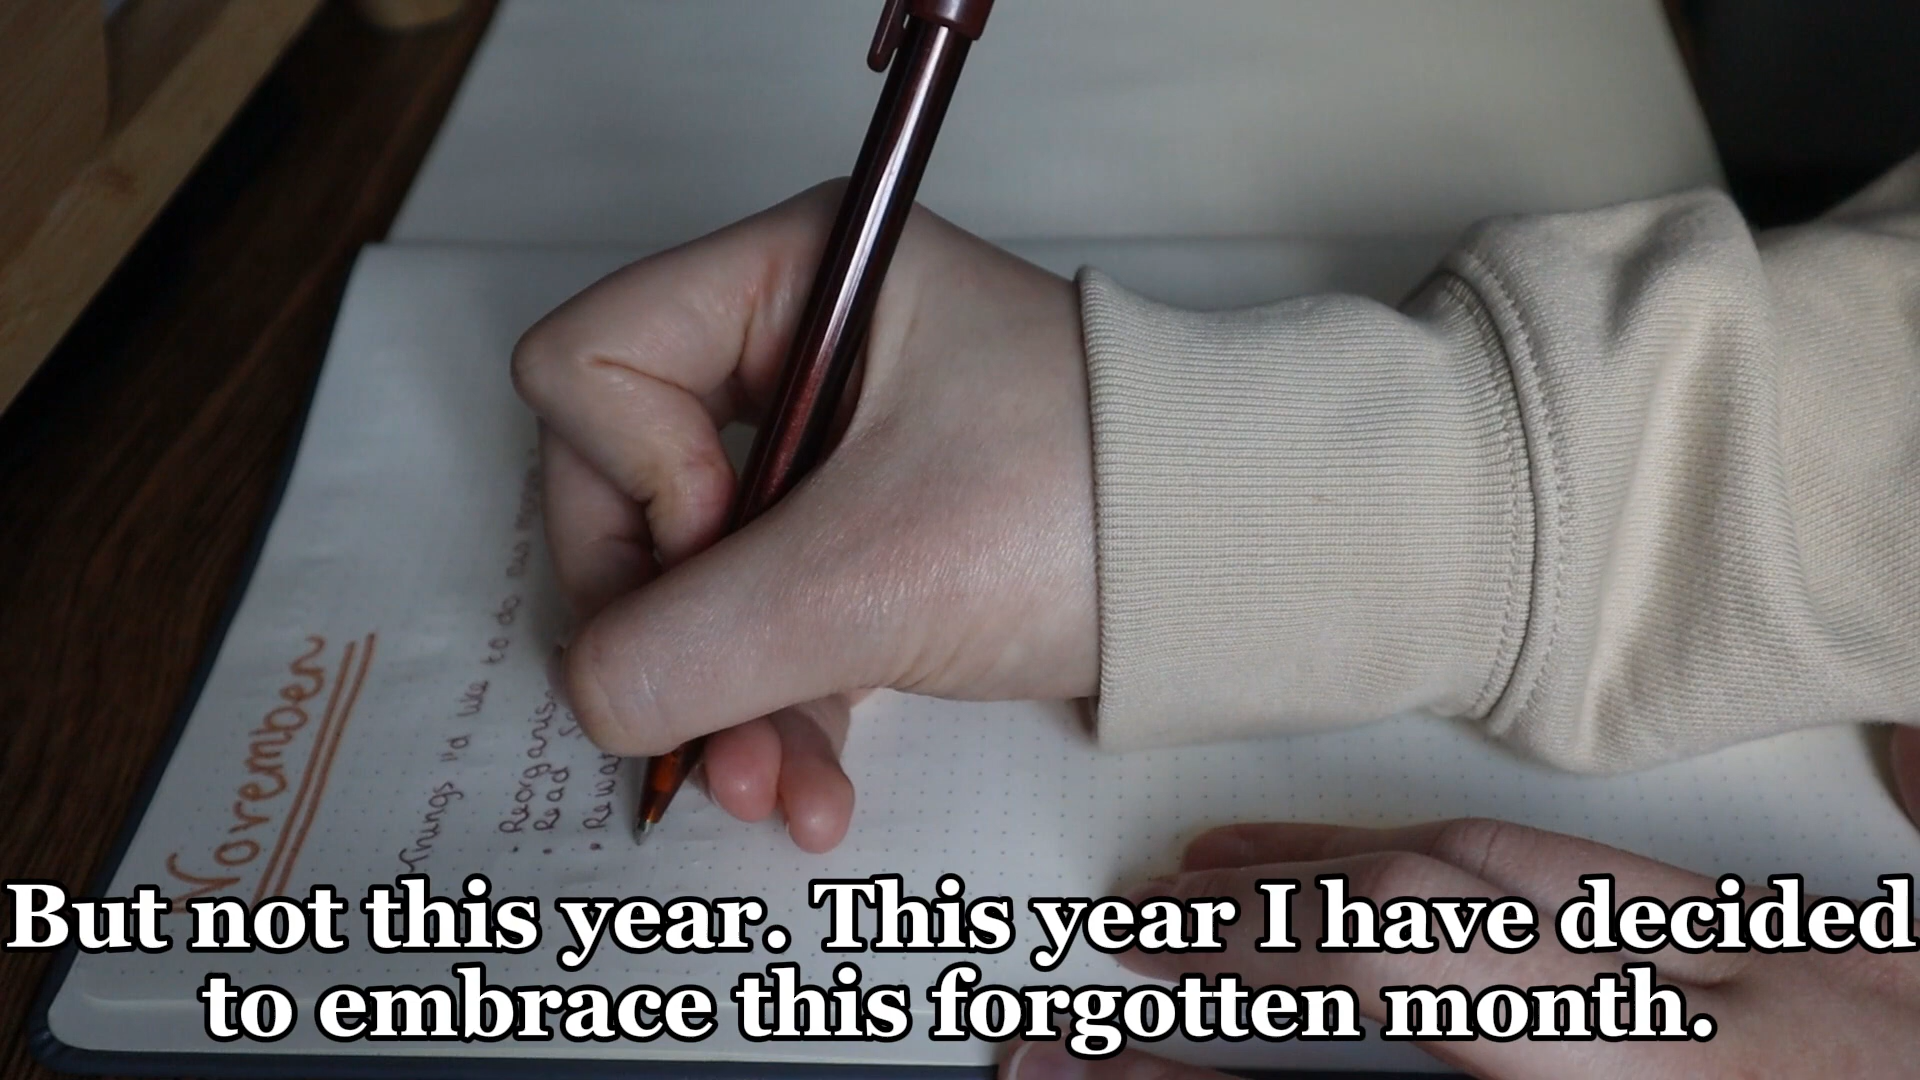 November
Things I'd like to do this
• Reorganise
• Read
•
But not this year. This year I have decided
to embrace this forgotten month.